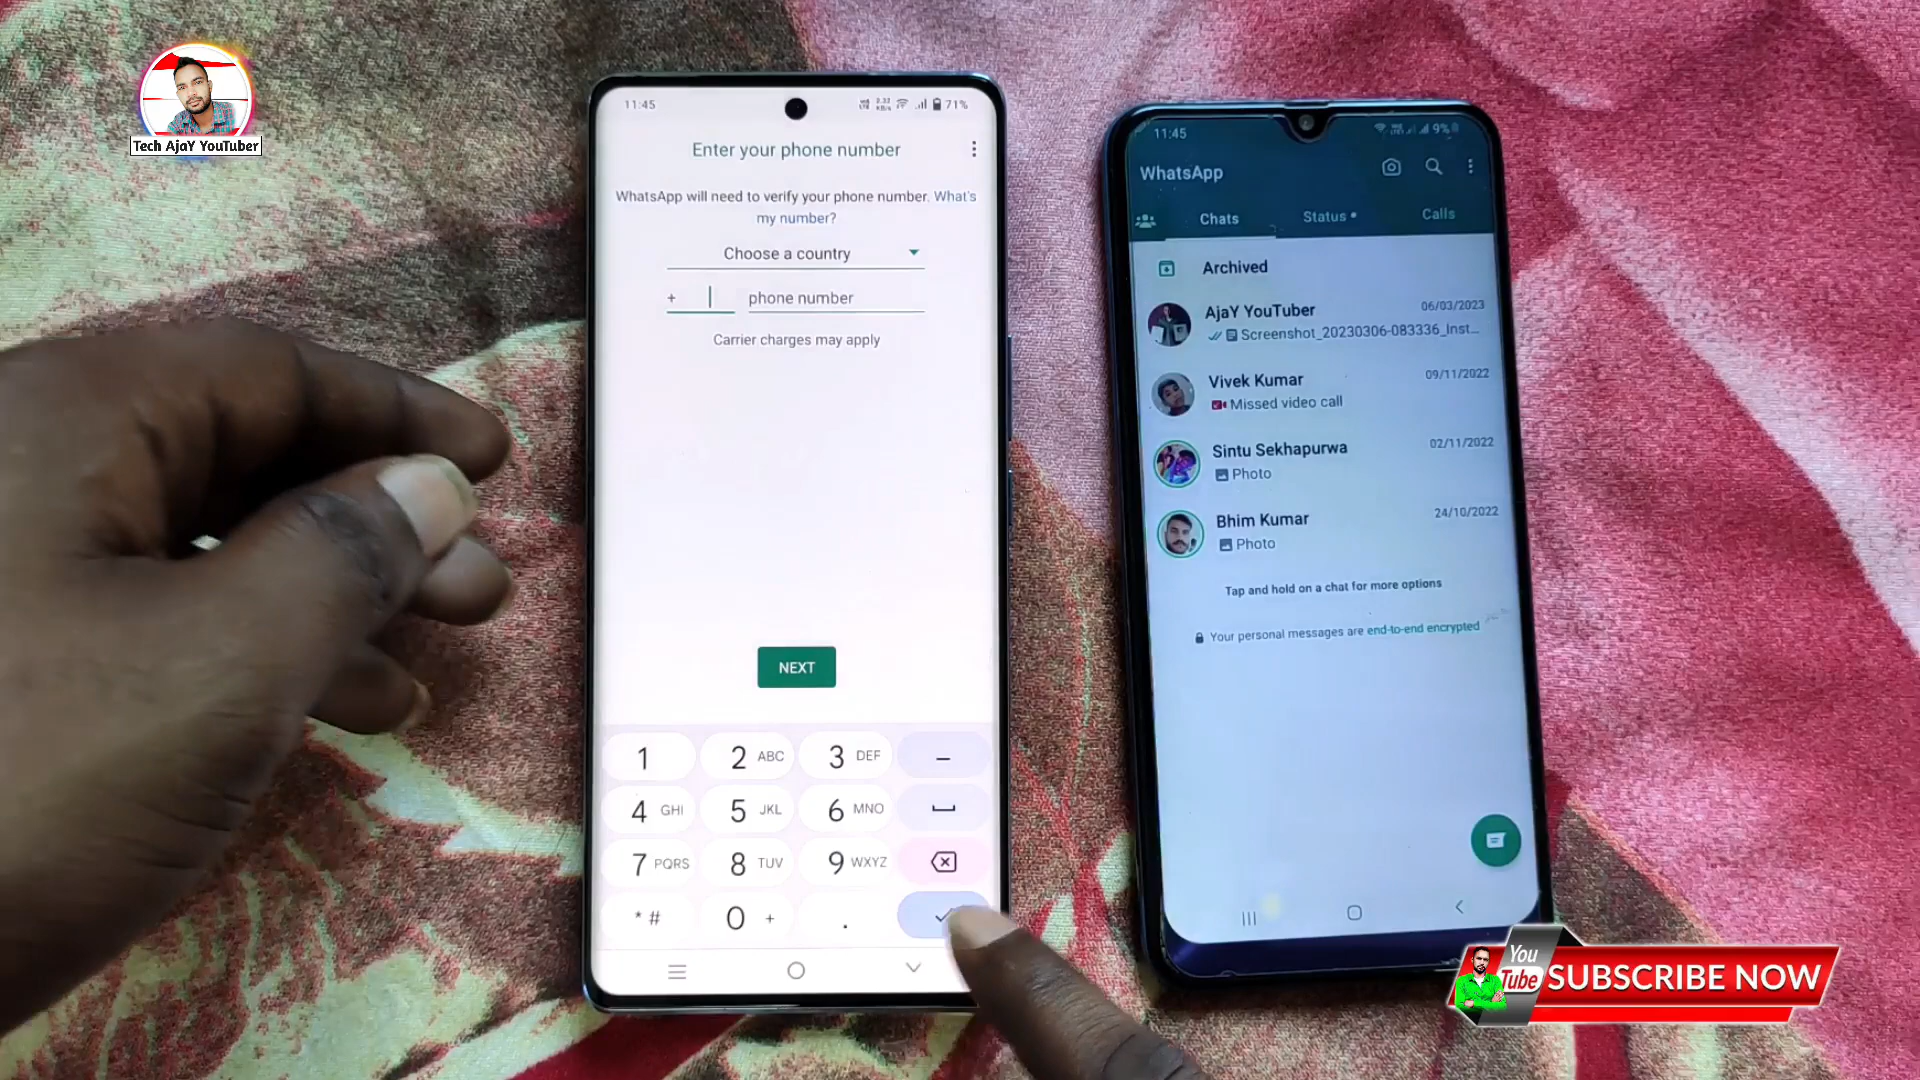 Tech AjaY YouTuber
11:45
2.33
KB/s
71%
Enter your phone number
WhatsApp will need to verify your phone number. What's
my number?
Choose a country
+
phone number
Carrier charges may apply
NEXT
1
2 ABC
3 DEF
–
4 GHI
5 JKL
6 MNO
7 PQRS
8 TUV
9 WXYZ
* #
0 +
.
11:45
9%
WhatsApp
Chats
Status
Calls
Archived
AjaY YouTuber
06/03/2023
Screenshot_20230306-083336_Inst...
Vivek Kumar
09/11/2022
Missed video call
Sintu Sekhapurwa
02/11/2022
Photo
Bhim Kumar
24/10/2022
Photo
Tap and hold on a chat for more options
Your personal messages are end-to-end encrypted
You
Tube
SUBSCRIBE NOW